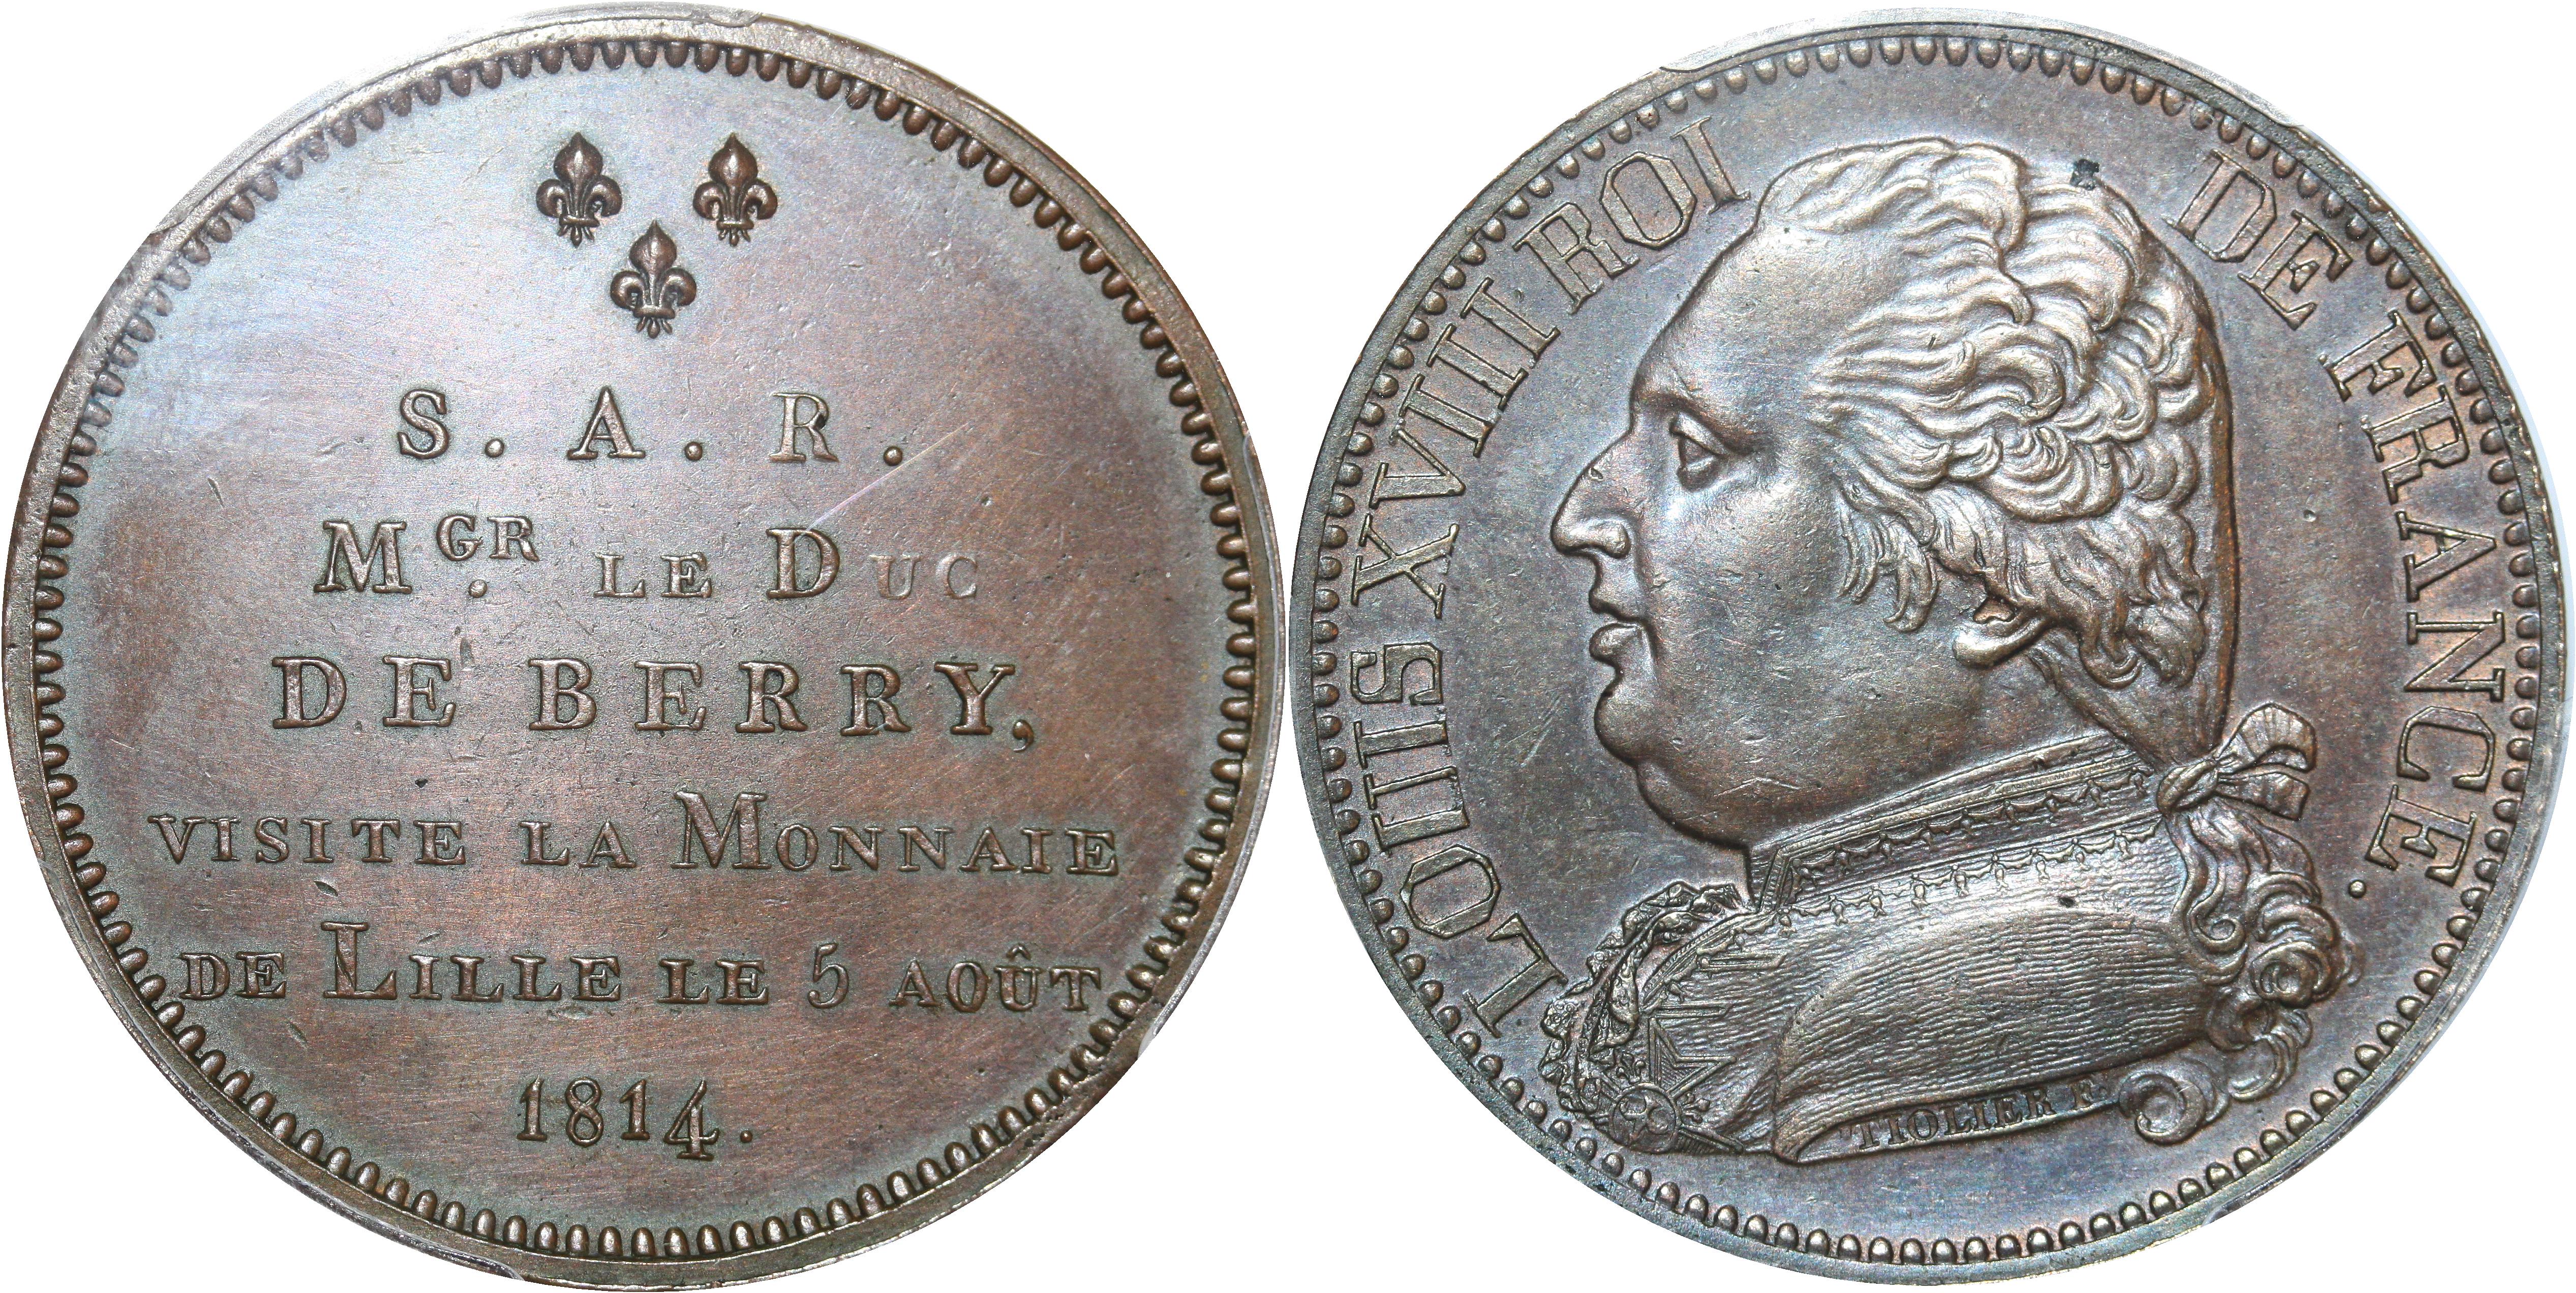 S. A. R.
MGR. LE DUC
DE BERRY,
VISITE LA MONNAIE
DE LILLE LE 5 AOÛT
1814.
LOUIS XVIII ROI DE FRANCE.
TIOLIER F.